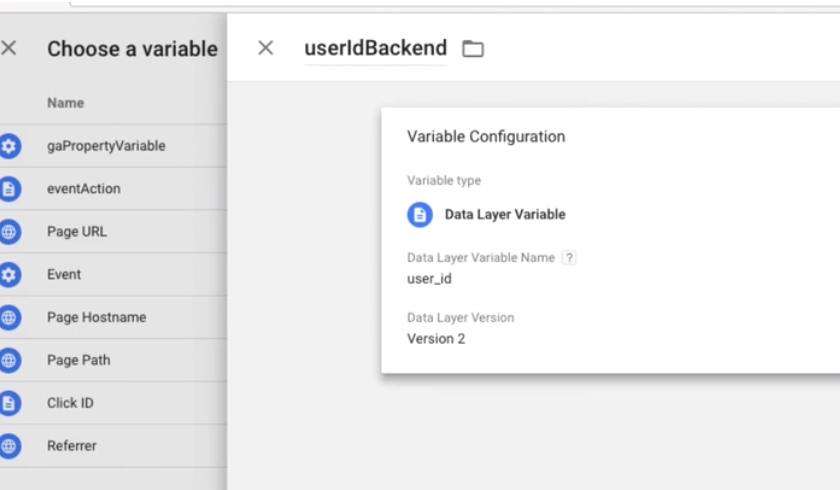 Choose a variable
Name
gaPropertyVariable
eventAction
Page URL
Event
Page Hostname
Page Path
Click ID
Referrer
userIdBackend
Variable Configuration
Variable type
Data Layer Variable
Data Layer Variable Name ?
user_id
Data Layer Version
Version 2